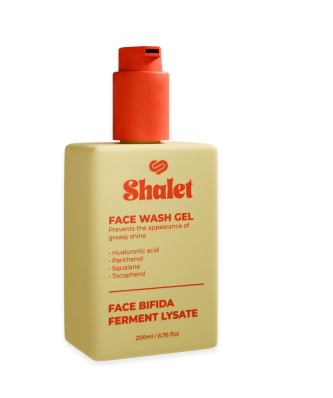 Shalet
FACE WASH GEL
Prevents the appearance of
greasy shine
• Hualuronic acid
• Panthenol
• Squalane
• Tocopherol
FACE BIFIDA
FERMENT LYSATE
200ml / 6.76 floz